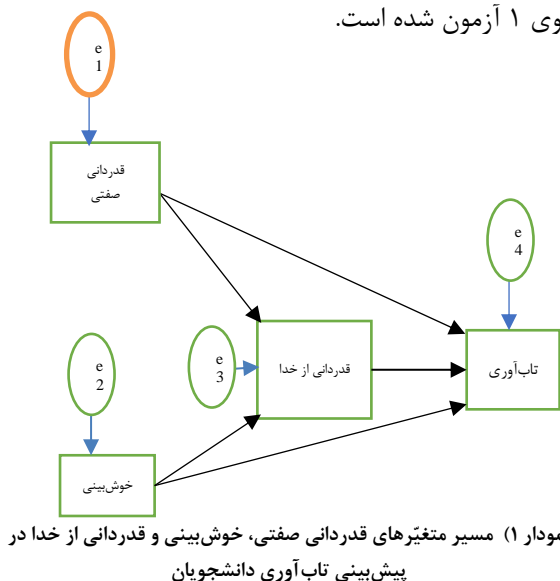 وی ۱ آزمون شده است.
e
1
قدردانی
صفتی
e
4
e
3
قدردانی از خدا
تاب‌آوری
e
2
خوش‌بینی
مودار ۱) مسیر متغیّرهای قدردانی صفتی، خوش‌بینی و قدردانی از خدا در
پیش‌بینی تاب‌آوری دانشجویان